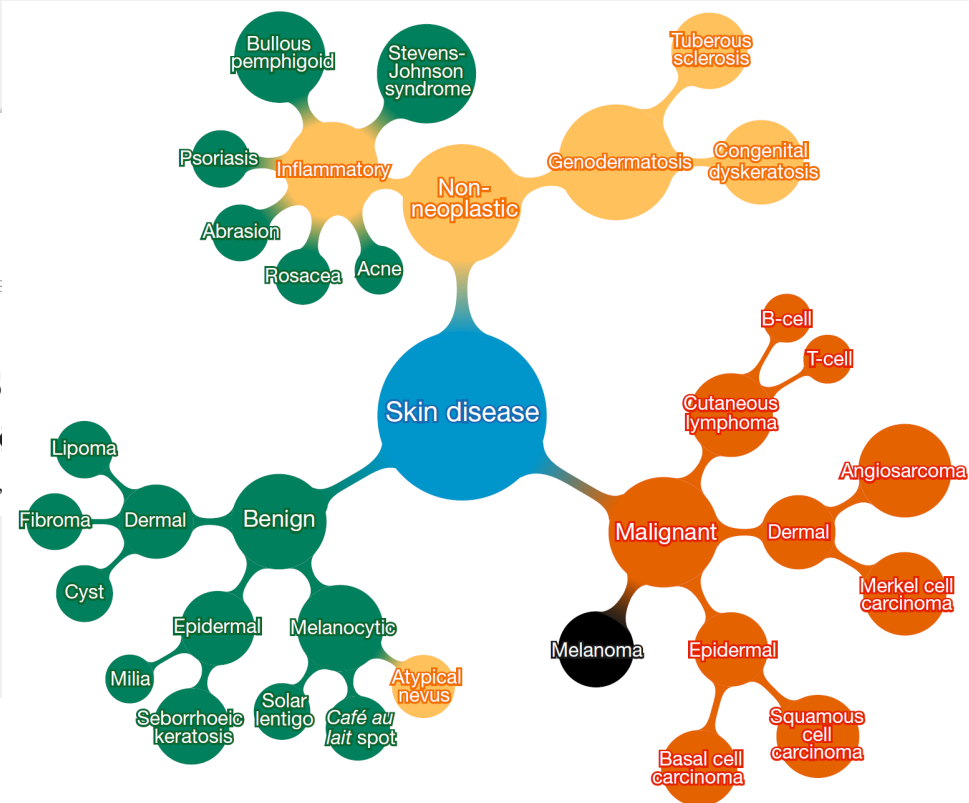 Bullous
pemphigoid
Stevens-
Johnson
syndrome
Psoriasis
Inflammatory
Abrasion
Rosacea
Acne
Non-
neoplastic
Genodermatosis
Tuberous
sclerosis
Congenital
dyskeratosis
Skin disease
Lipoma
Fibroma
Dermal
Cyst
Benign
Epidermal
Melanocytic
Milia
Seborrhoeic
keratosis
Solar
lentigo
Café au
lait spot
Atypical
nevus
B-cell
T-cell
Cutaneous
lymphoma
Malignant
Dermal
Angiosarcoma
Merkel cell
carcinoma
Melanoma
Epidermal
Basal cell
carcinoma
Squamous
cell
carcinoma